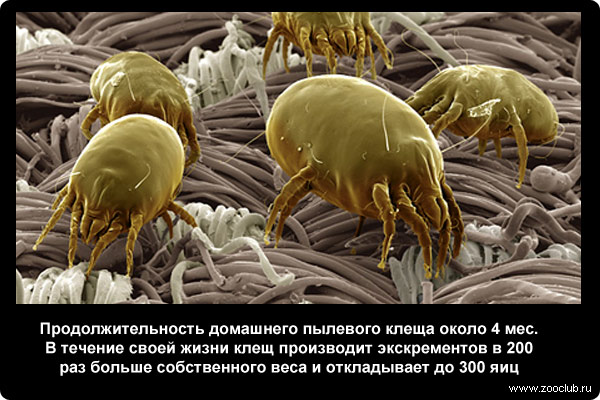 Продолжительность домашнего пылевого клеща около 4 мес.
В течение своей жизни клещ производит экскрементов в 200
раз больше собственного веса и откладывает до 300 яиц
www.zooclub.ru